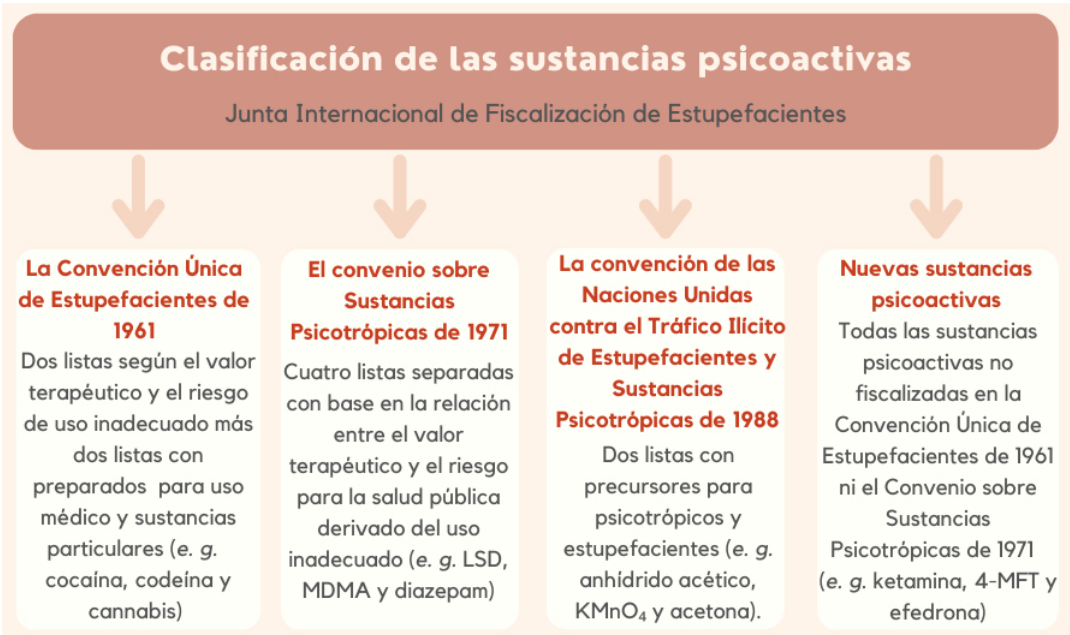 Clasificación de las sustancias psicoactivas
Junta Internacional de Fiscalización de Estupefacientes
La Convención Única
de Estupefacientes de
1961
Dos listas según el valor
terapéutico y el riesgo
de uso inadecuado más
dos listas con
preparados para uso
médico y sustancias
particulares (e. g.
cocaína, codeína y
cannabis)
El convenio sobre
Sustancias
Psicotrópicas de 1971
Cuatro listas separadas
con base en la relación
entre el valor
terapéutico y el riesgo
para la salud pública
derivado del uso
inadecuado (e. g. LSD,
MDMA y diazepam)
La convención de las
Naciones Unidas
contra el Tráfico Ilícito
de Estupefacientes y
Sustancias
Psicotrópicas de 1988
Dos listas con
precursores para
psicotrópicos y
estupefacientes (e. g.
anhídrido acético,
KMnO₄ y acetona).
Nuevas sustancias
psicoactivas
Todas las sustancias
psicoactivas no
fiscalizadas en la
Convención Única de
Estupefacientes de 1961
ni el Convenio sobre
Sustancias
Psicotrópicas de 1971
(e. g. ketamina, 4-MFT y
efedrona)